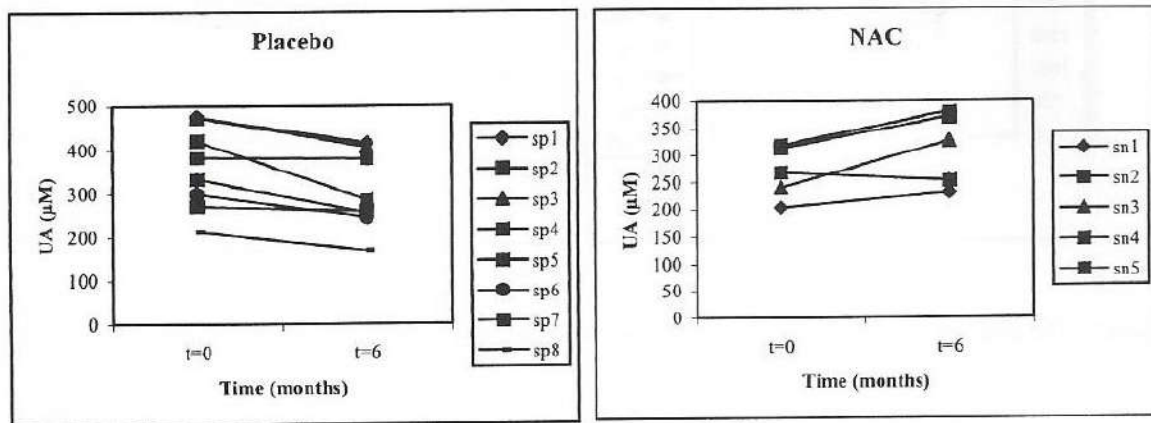 Placebo
UA (μM)
500
400
300
200
100
0
t=0
t=6
Time (months)
sp1
sp2
sp3
sp4
sp5
sp6
sp7
sp8
NAC
UA (μM)
400
350
300
250
200
150
100
50
0
t=0
t=6
Time (months)
sn1
sn2
sn3
sn4
sn5